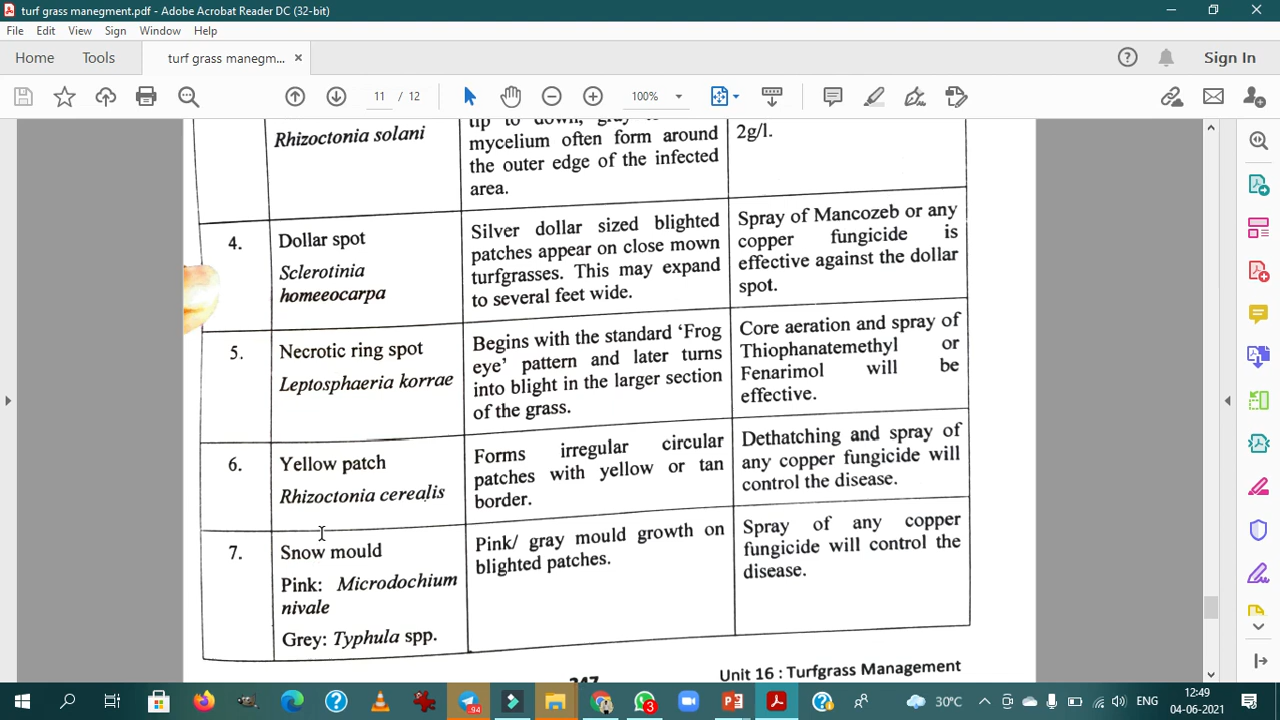 turf grass manegment.pdf - Adobe Acrobat Reader DC (32-bit)
File Edit View Sign Window Help
Home Tools turf grass manegm... × Sign In
11 / 12 100%
Rhizoctonia solani
mycelium often form around
the outer edge of the infected
area.
2g/l.
4.
Dollar spot
Sclerotinia
homeeocarpa
Silver dollar sized blighted
patches appear on close mown
turfgrasses. This may expand
to several feet wide.
Spray of Mancozeb or any
copper fungicide is
effective against the dollar
spot.
5.
Necrotic ring spot
Leptosphaeria korrae
Begins with the standard ‘Frog
eye’ pattern and later turns
into blight in the larger section
of the grass.
Core aeration and spray of
Thiophanatemethyl or
Fenarimol will be
effective.
6.
Yellow patch
Rhizoctonia cerealis
Forms irregular circular
patches with yellow or tan
border.
Dethatching and spray of
any copper fungicide will
control the disease.
7.
Snow mould
Pink: Microdochium
nivale
Grey: Typhula spp.
Pink/ gray mould growth on
blighted patches.
Spray of any copper
fungicide will control the
disease.
Unit 16 : Turfgrass Management
94
3
30°C
ENG
12:49
04-06-2021